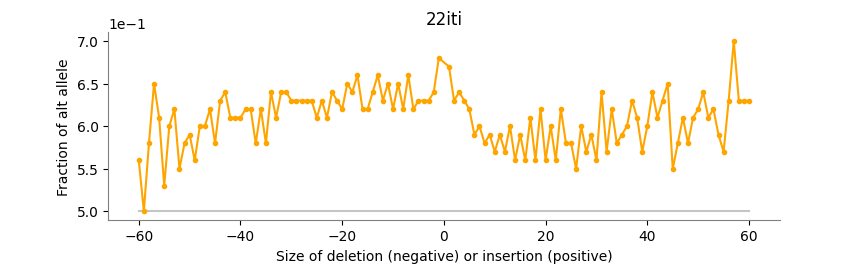 22iti
1e−1
7.0
6.5
6.0
5.5
5.0
Fraction of alt allele
−60 −40 −20 0 20 40 60
Size of deletion (negative) or insertion (positive)